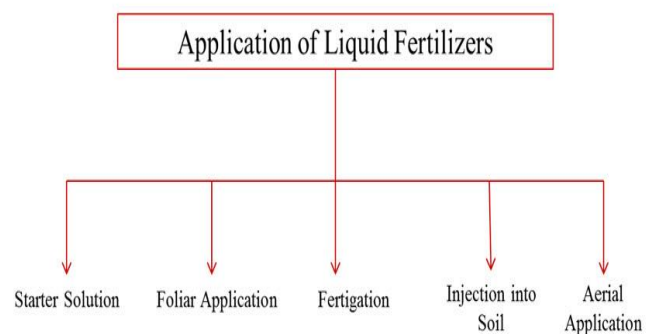 Application of Liquid Fertilizers
Starter Solution
Foliar Application
Fertigation
Injection into
Soil
Aerial
Application